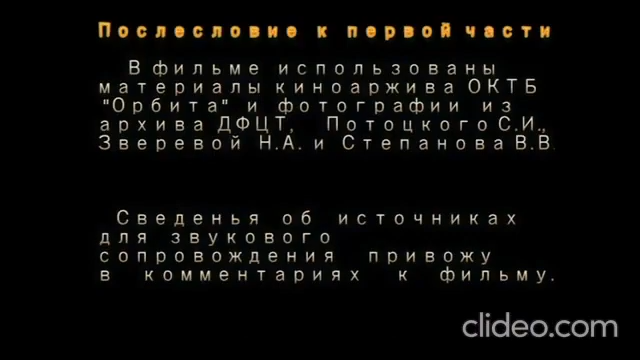 Послесловие к первой части
В фильме использованы
материалы киноаржива ОКТБ
"Орбита" и фотографии из
архива ДФЦТ, Потоцкого С.И.,
Зверевой Н.А. и Степанова В.В.
Сведенья об источниках
для звукового
сопровождения привожу
в комментариях к фильму.
clideo.com